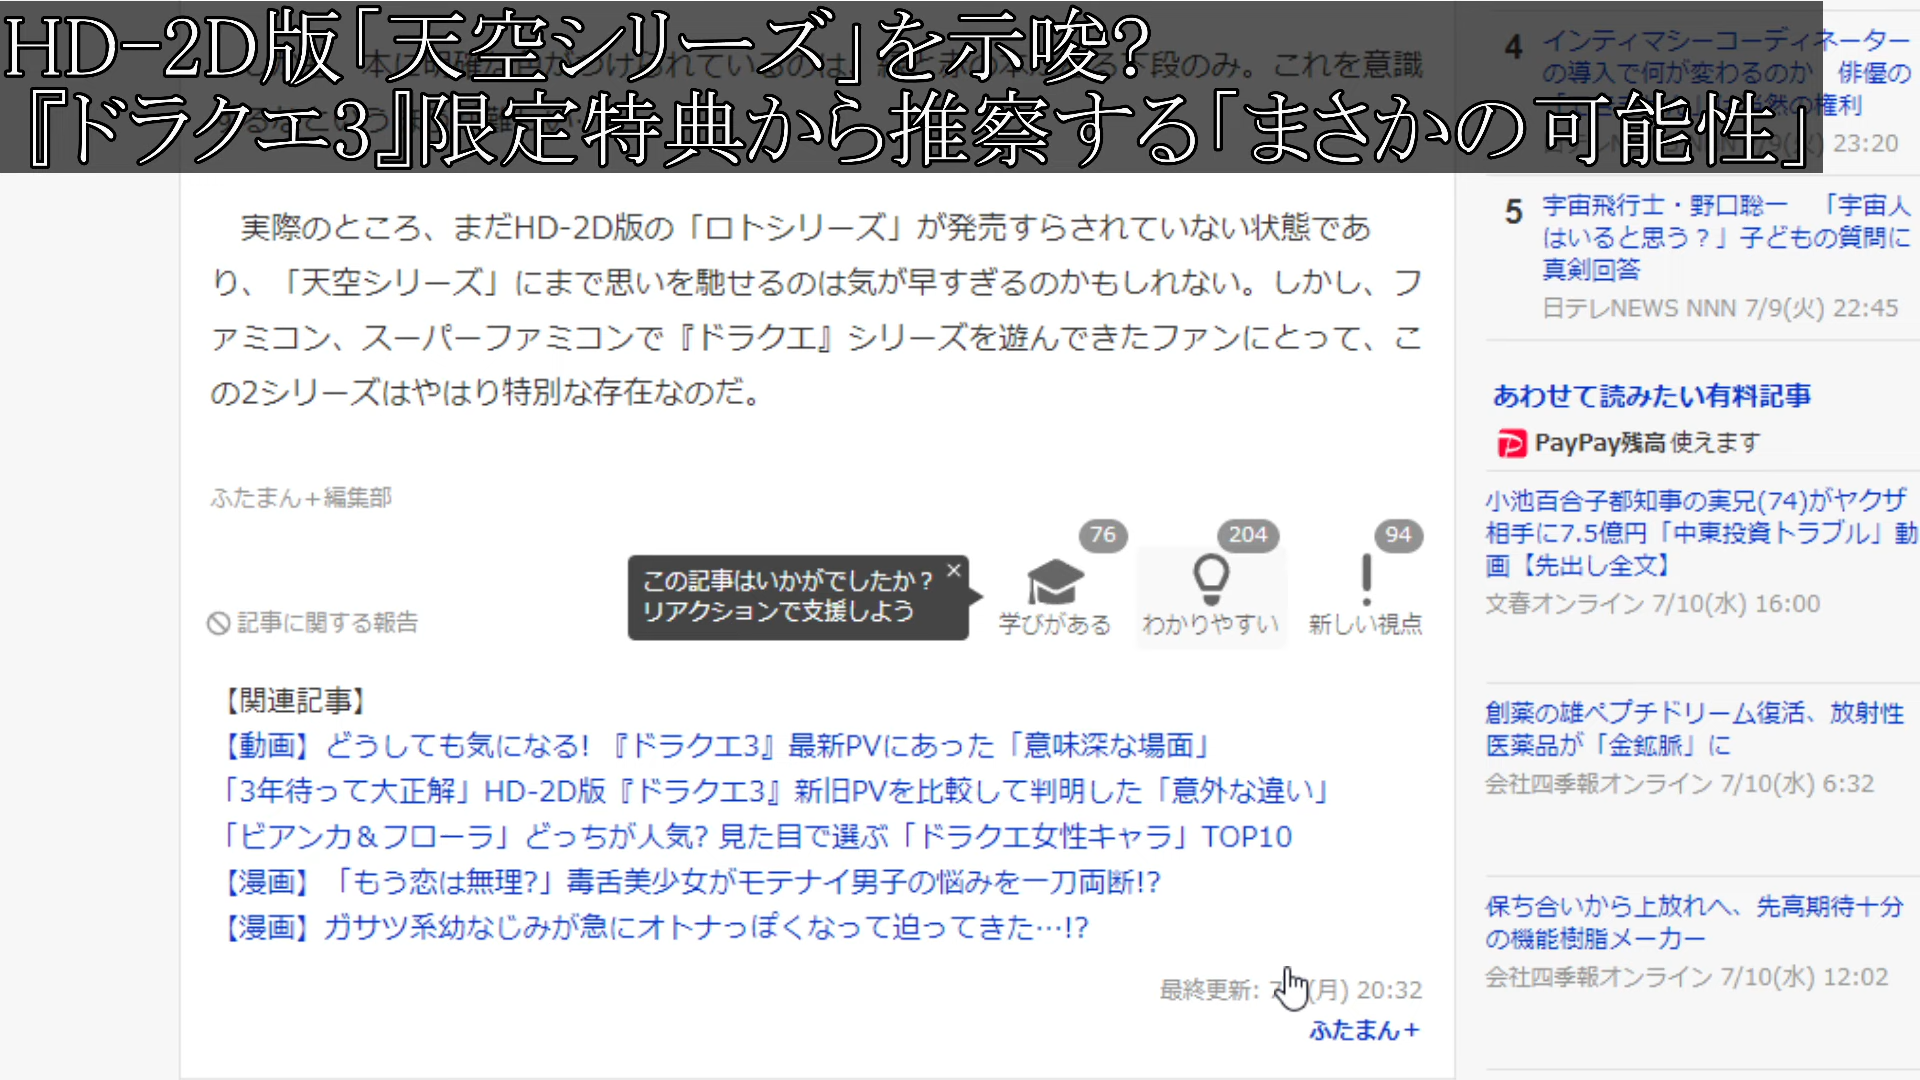 HD-2D版「天空シリーズ」を示唆?
『ドラクエ3』限定特典から推察する「まさかの可能性」
実際のところ、まだHD-2D版の「ロトシリーズ」が発売すらされていない状態であ
り、「天空シリーズ」にまで思いを馳せるのは気が早すぎるのかもしれない。しかし、フ
ァミコン、スーパーファミコンで『ドラクエ』シリーズを遊んできたファンにとって、こ
の2シリーズはやはり特別な存在なのだ。
ふたまん+編集部
記事に関する報告
この記事はいかがでしたか?
リアクションで支援しよう
×
76
学びがある
204
わかりやすい
94
新しい視点
【関連記事】
【動画】どうしても気になる! 『ドラクエ3』最新PVにあった「意味深な場面」
「3年待って大正解」HD-2D版『ドラクエ3』新旧PVを比較して判明した「意外な違い」
「ビアンカ&フローラ」どっちが人気? 見た目で選ぶ「ドラクエ女性キャラ」TOP10
【漫画】「もう恋は無理?」毒舌美少女がモテナイ男子の悩みを一刀両断!?
【漫画】ガサツ系幼なじみが急にオトナっぽくなって迫ってきた…!?
最終更新: (月) 20:32
ふたまん+
4
インティマシーコーディネーター
の導入で何が変わるのか 俳優の
権利
23:20
5
宇宙飛行士・野口聡一 「宇宙人
はいると思う?」子どもの質問に
真剣回答
日テレNEWS NNN 7/9(火) 22:45
あわせて読みたい有料記事
PayPay残高 使えます
小池百合子都知事の実兄(74)がヤクザ
相手に7.5億円「中東投資トラブル」動
画【先出し全文】
文春オンライン 7/10(水) 16:00
創薬の雄ペプチドリーム復活、放射性
医薬品が「金鉱脈」に
会社四季報オンライン 7/10(水) 6:32
保ち合いから上放れへ、先高期待十分
の機能樹脂メーカー
会社四季報オンライン 7/10(水) 12:02